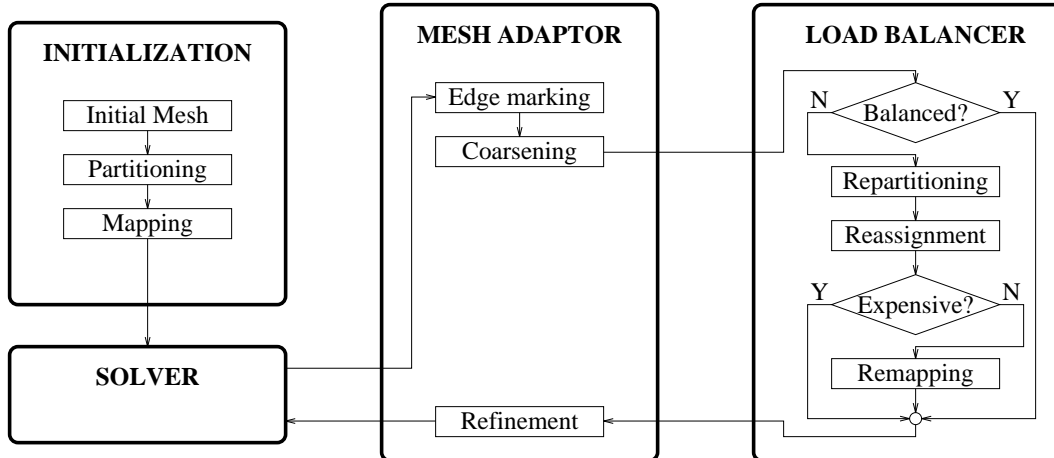 INITIALIZATION
Initial Mesh
Partitioning
Mapping
SOLVER
MESH ADAPTOR
Edge marking
Coarsening
Refinement
LOAD BALANCER
N
Balanced?
Y
Repartitioning
Reassignment
Y
Expensive?
N
Remapping